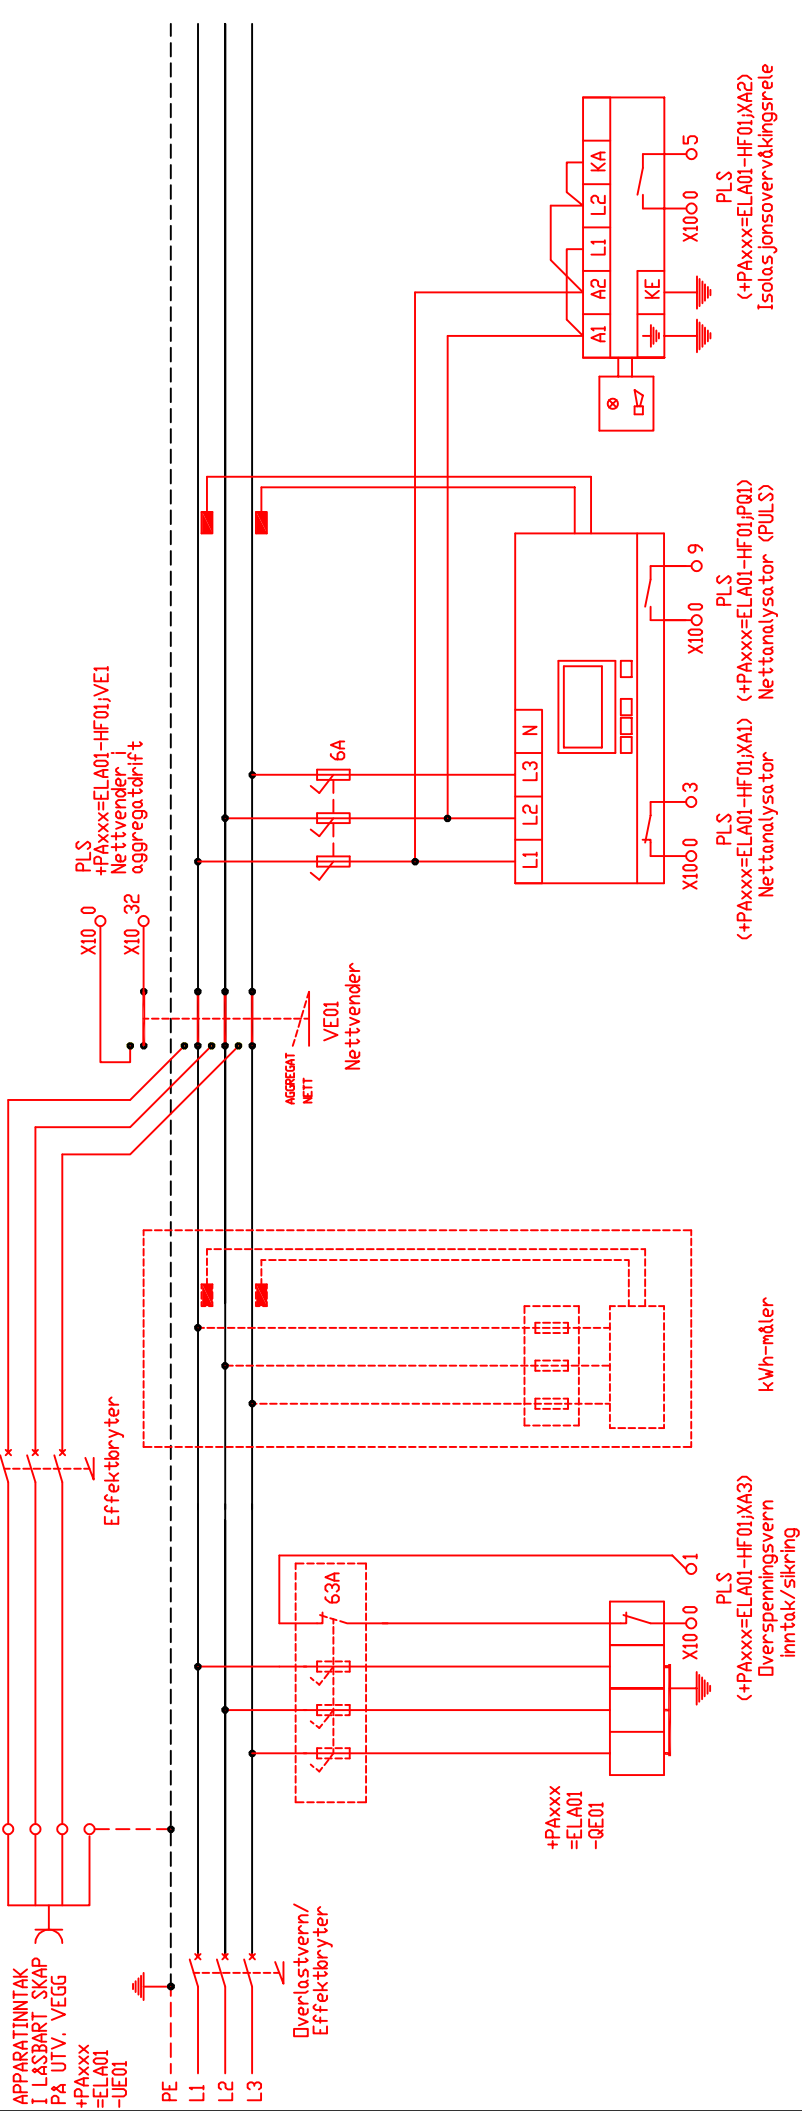 APPARATINNTAK
I LÅSBART SKAP
PÅ UTV. VEGG
+PAxxx
=ELA01
-UE01
PE
L1
L2
L3
Overlastvern/
Effektbryter
Effektbryter
63A
+PAxxx
=ELA01
-QE01
X10 0
1
PLS
(+PAxxx=ELA01-HF01;XA3)
Overspenningsvern
inntak/sikring
kWh-måler
AGGREGAT
NETT
VE01
Nettvender
X10 0
X10 32
PLS
+PAxxx=ELA01-HF01;VE1
Nettvender i
aggregatdrift
6A
L1
L2
L3
N
X10 0
3
PLS
(+PAxxx=ELA01-HF01;XA1)
Nettanalysator
X10 0
9
PLS
(+PAxxx=ELA01-HF01;PQ1)
Nettanalysator (PULS)
A1
A2
L1
L2
KA
KE
X10 0
5
PLS
(+PAxxx=ELA01-HF01;XA2)
Isolasjonsovervåkingsrele